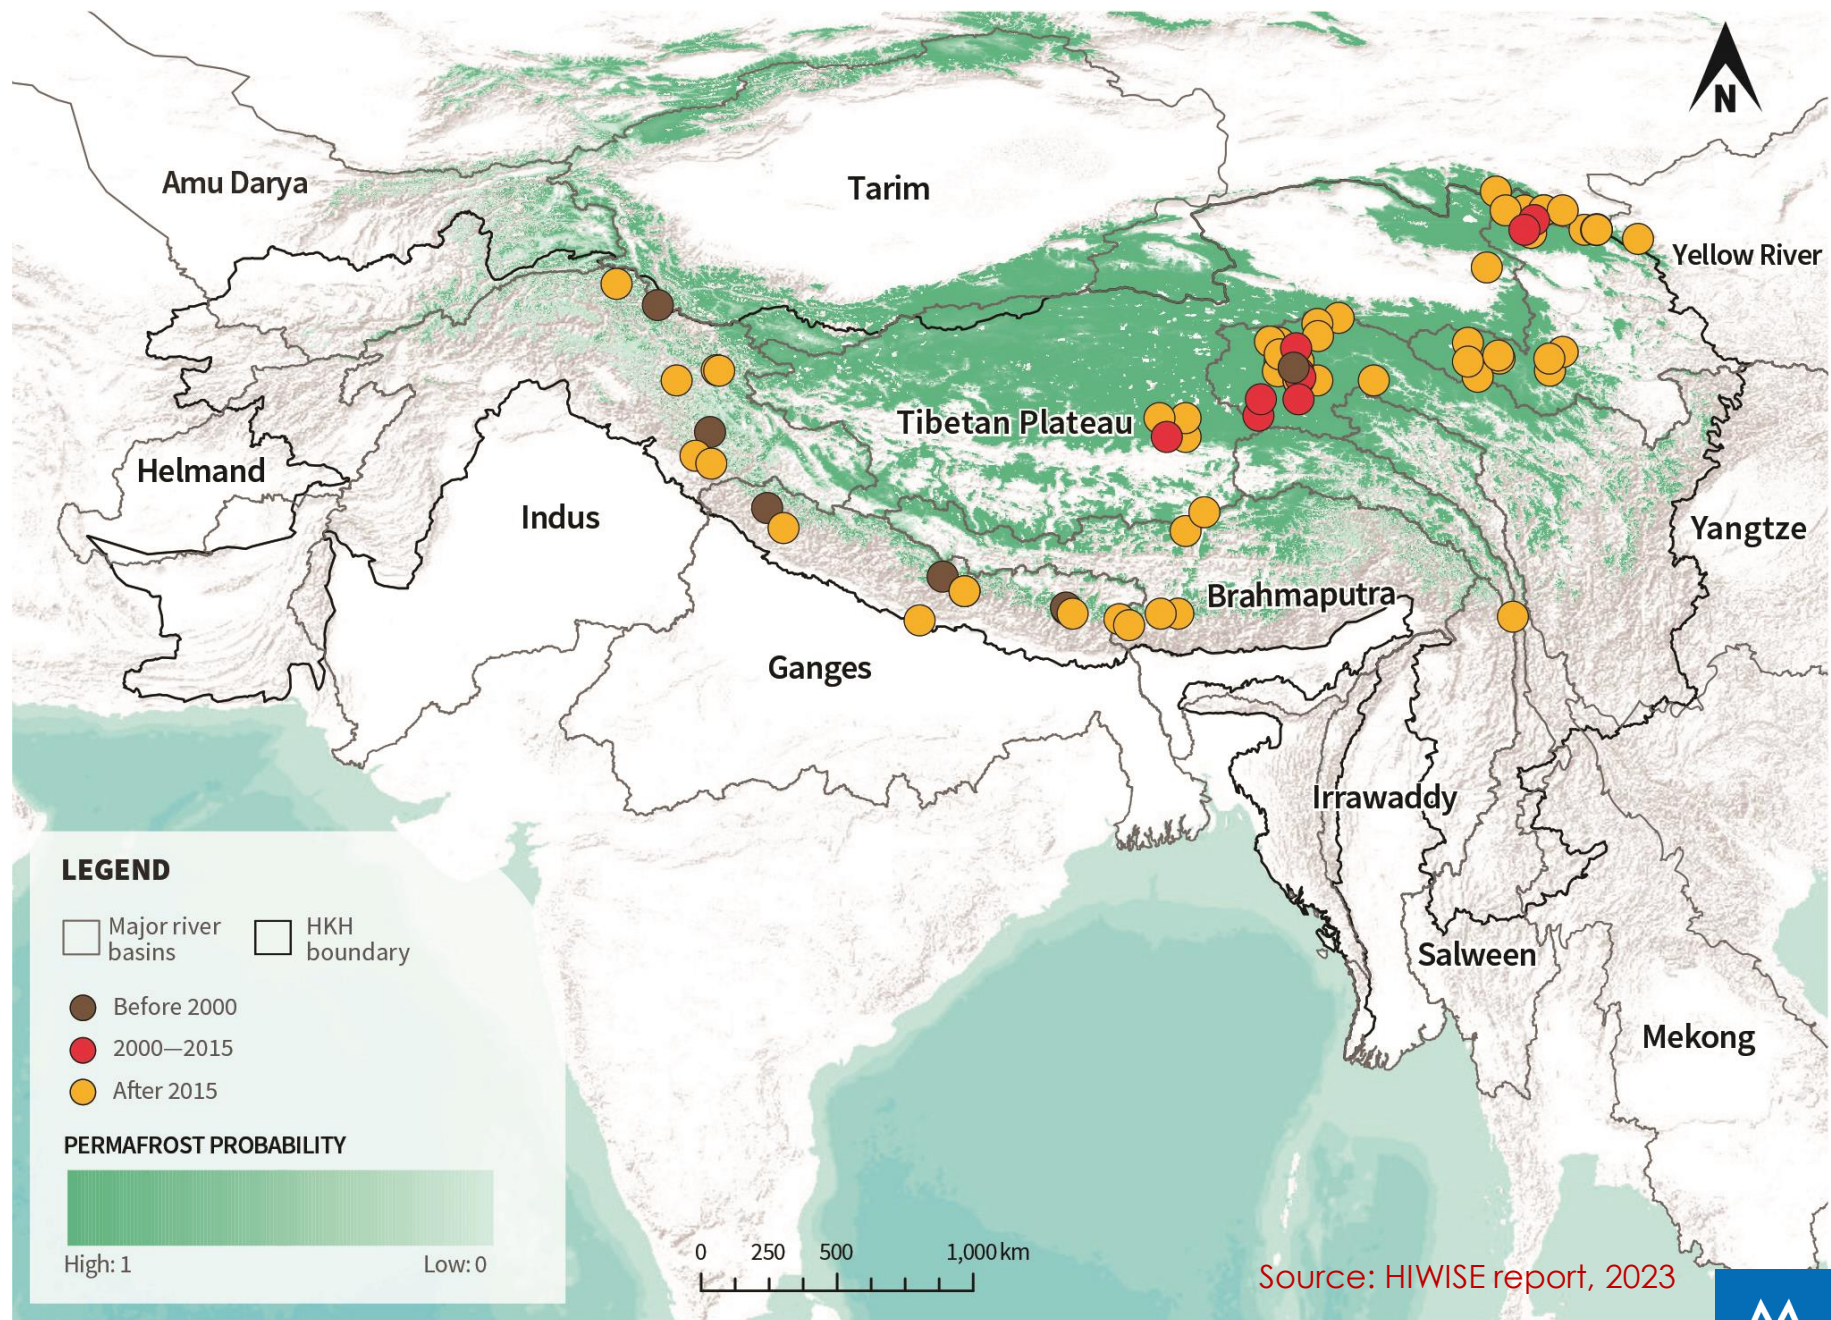 N
Amu Darya
Tarim
Yellow River
Tibetan Plateau
Helmand
Indus
Yangtze
Brahmaputra
Ganges
Irrawaddy
Salween
Mekong
LEGEND
Major river
basins
HKH
boundary
Before 2000
2000—2015
After 2015
PERMAFROST PROBABILITY
High: 1
Low: 0
0 250 500 1,000 km
Source: HIWISE report, 2023